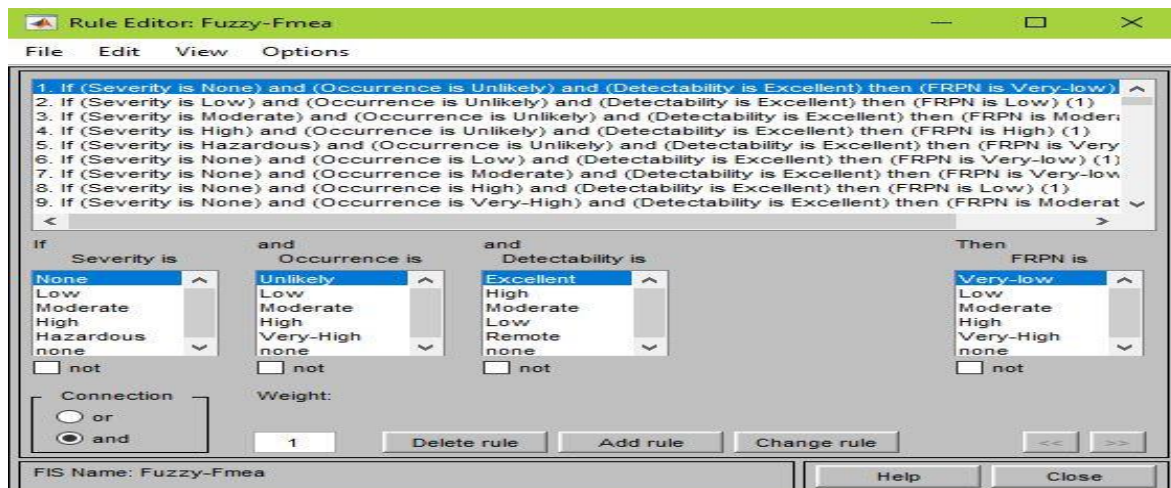 Rule Editor: Fuzzy-Fmea
File Edit View Options
1. If (Severity is None) and (Occurrence is Unlikely) and (Detectability is Excellent) then (FRPN is Very-low)
2. If (Severity is Low) and (Occurrence is Unlikely) and (Detectability is Excellent) then (FRPN is Low) (1)
3. If (Severity is Moderate) and (Occurrence is Unlikely) and (Detectability is Excellent) then (FRPN is Modera
4. If (Severity is High) and (Occurrence is Unlikely) and (Detectability is Excellent) then (FRPN is High) (1)
5. If (Severity is Hazardous) and (Occurrence is Unlikely) and (Detectability is Excellent) then (FRPN is Very
6. If (Severity is None) and (Occurrence is Low) and (Detectability is Excellent) then (FRPN is Very-low) (1)
7. If (Severity is None) and (Occurrence is Moderate) and (Detectability is Excellent) then (FRPN is Very-low
8. If (Severity is None) and (Occurrence is High) and (Detectability is Excellent) then (FRPN is Low) (1)
9. If (Severity is None) and (Occurrence is Very-High) and (Detectability is Excellent) then (FRPN is Moderat
If and and Then
Severity is Occurrence is Detectability is FRPN is
None Unlikely Excellent Very-low
Low Low High Low
Moderate Moderate Moderate Moderate
High High Low High
Hazardous Very-High Remote Very-High
none none none none
not not not not
Connection Weight:
or
and 1 Delete rule Add rule Change rule << >>
FIS Name: Fuzzy-Fmea Help Close